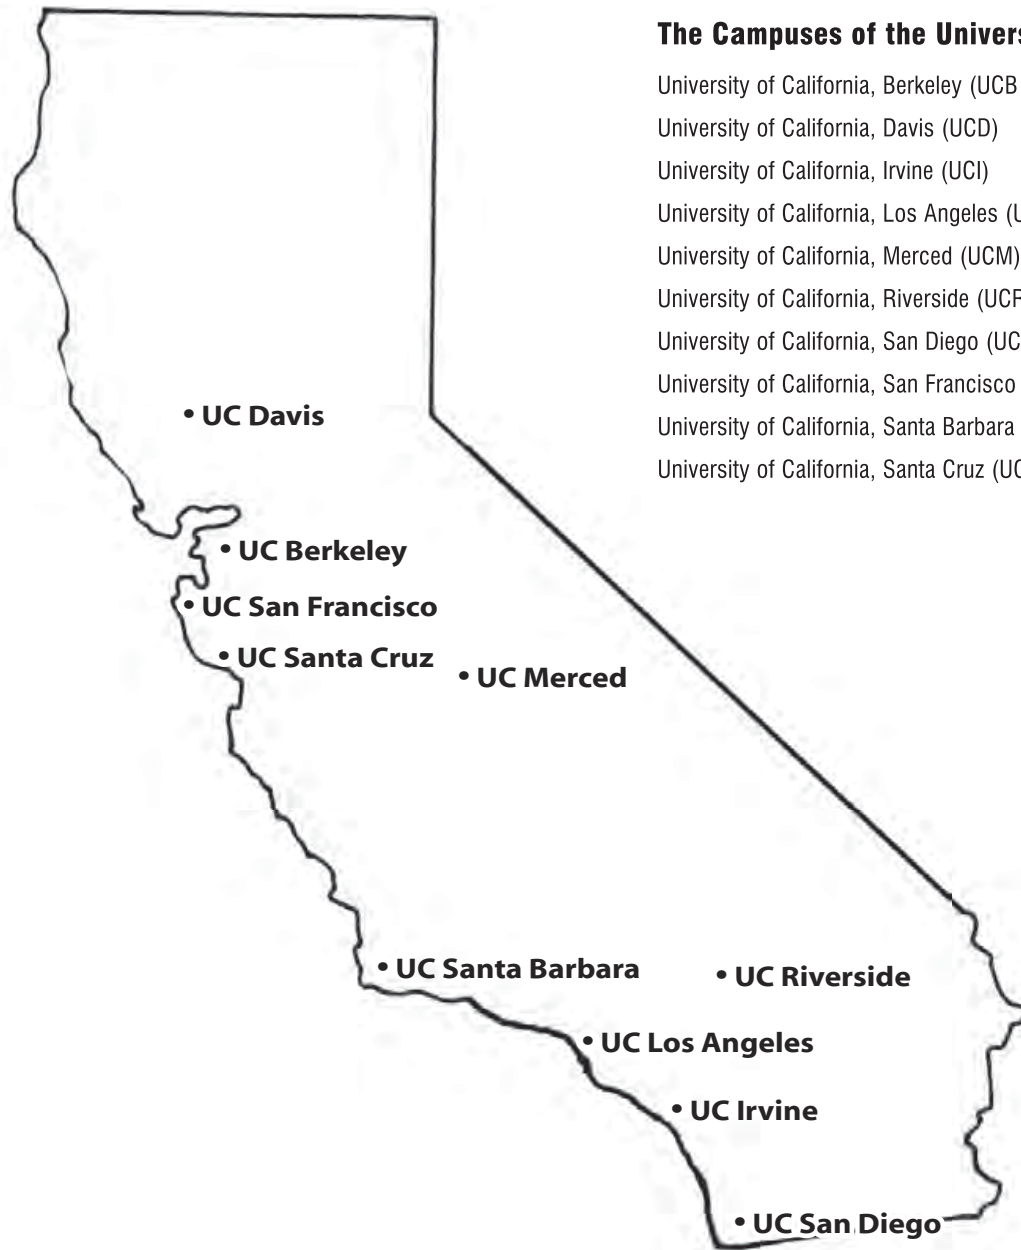 The Campuses of the Univers
University of California, Berkeley (UCB
University of California, Davis (UCD)
University of California, Irvine (UCI)
University of California, Los Angeles (U
University of California, Merced (UCM)
University of California, Riverside (UCR
University of California, San Diego (UC
University of California, San Francisco
University of California, Santa Barbara
University of California, Santa Cruz (UC
• UC Davis
• UC Berkeley
• UC San Francisco
• UC Santa Cruz
• UC Merced
• UC Santa Barbara
• UC Riverside
• UC Los Angeles
• UC Irvine
• UC San Diego